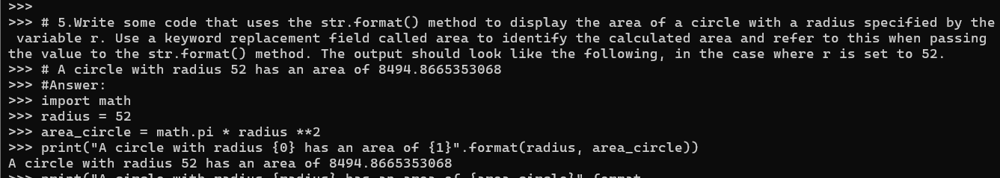 >>>
>>> # 5.Write some code that uses the str.format() method to display the area of a circle with a radius specified by the
 variable r. Use a keyword replacement field called area to identify the calculated area and refer to this when passing
the value to the str.format() method. The output should look like the following, in the case where r is set to 52.
>>> # A circle with radius 52 has an area of 8494.8665353068
>>> #Answer:
>>> import math
>>> radius = 52
>>> area_circle = math.pi * radius **2
>>> print("A circle with radius {0} has an area of {1}".format(radius, area_circle))
A circle with radius 52 has an area of 8494.8665353068
>>> print("A circle with radius {radius} has an area of {area_circle}".format